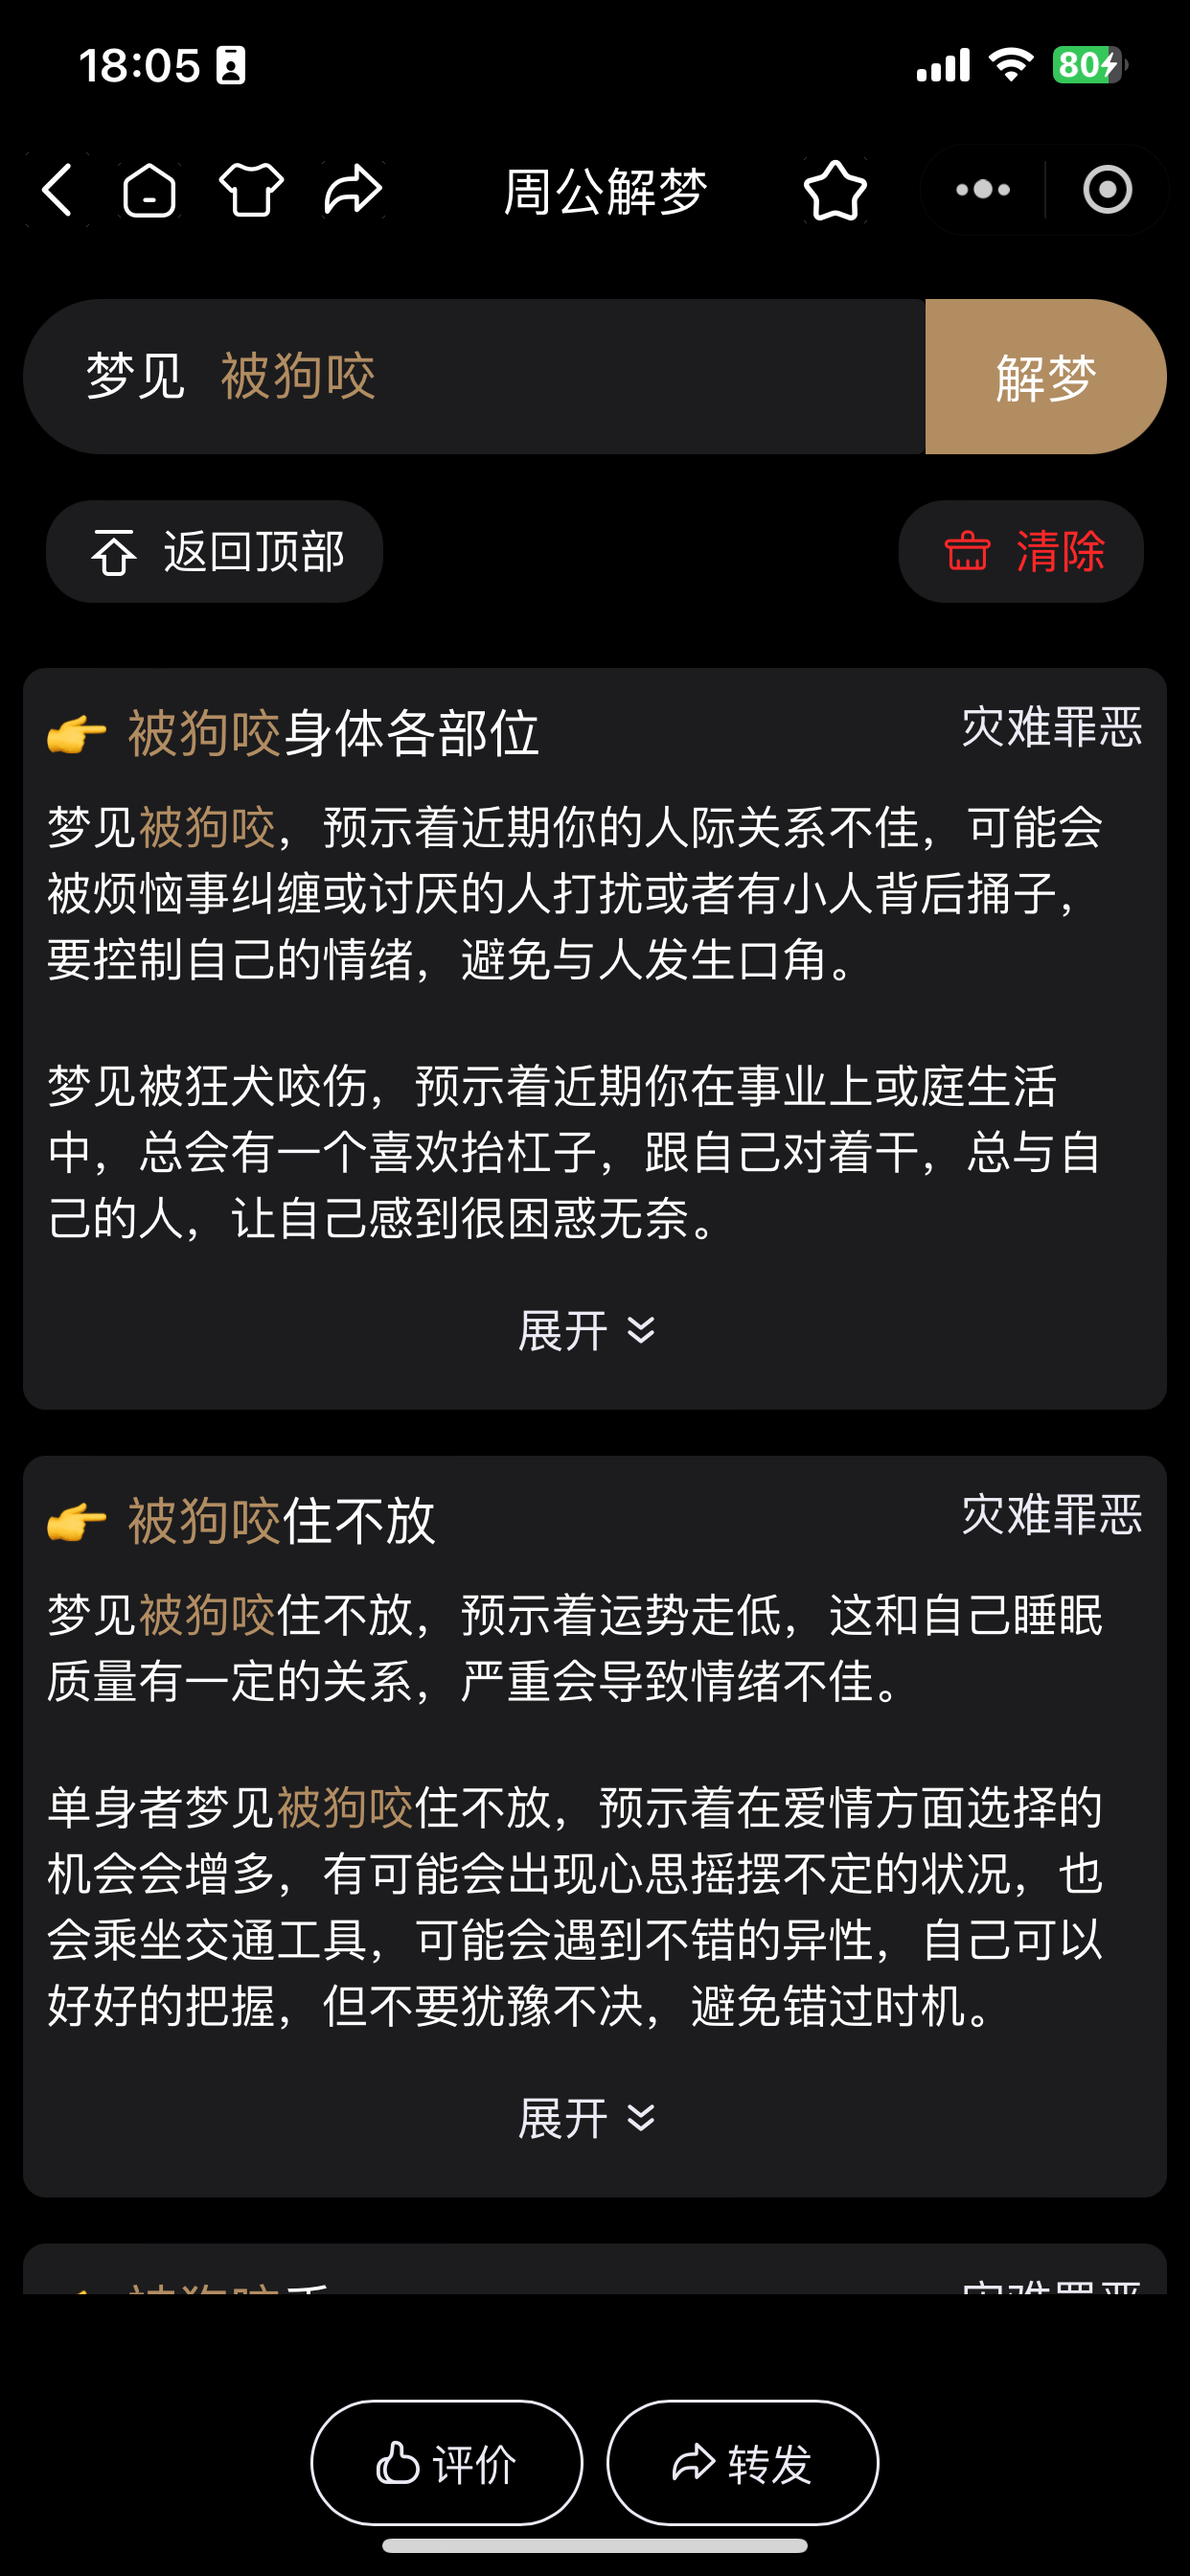 18:05
80
周公解梦
梦见 被狗咬
解梦
返回顶部
清除
被狗咬身体各部位
灾难罪恶
梦见被狗咬，预示着近期你的人际关系不佳，可能会
被烦恼事纠缠或讨厌的人打扰或者有小人背后捅子，
要控制自己的情绪，避免与人发生口角。
梦见被狂犬咬伤，预示着近期你在事业上或庭生活
中，总会有一个喜欢抬杠子，跟自己对着干，总与自
己的人，让自己感到很困惑无奈。
展开
被狗咬住不放
灾难罪恶
梦见被狗咬住不放，预示着运势走低，这和自己睡眠
质量有一定的关系，严重会导致情绪不佳。
单身者梦见被狗咬住不放，预示着在爱情方面选择的
机会会增多，有可能会出现心思摇摆不定的状况，也
会乘坐交通工具，可能会遇到不错的异性，自己可以
好好的把握，但不要犹豫不决，避免错过时机。
展开
被狗咬手
灾难罪恶
评价
转发